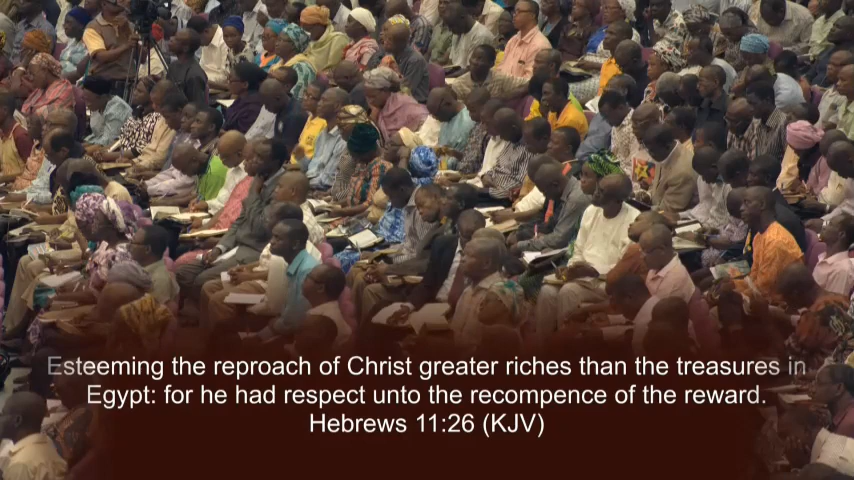 Esteeming the reproach of Christ greater riches than the treasures in
Egypt: for he had respect unto the recompence of the reward.
Hebrews 11:26 (KJV)